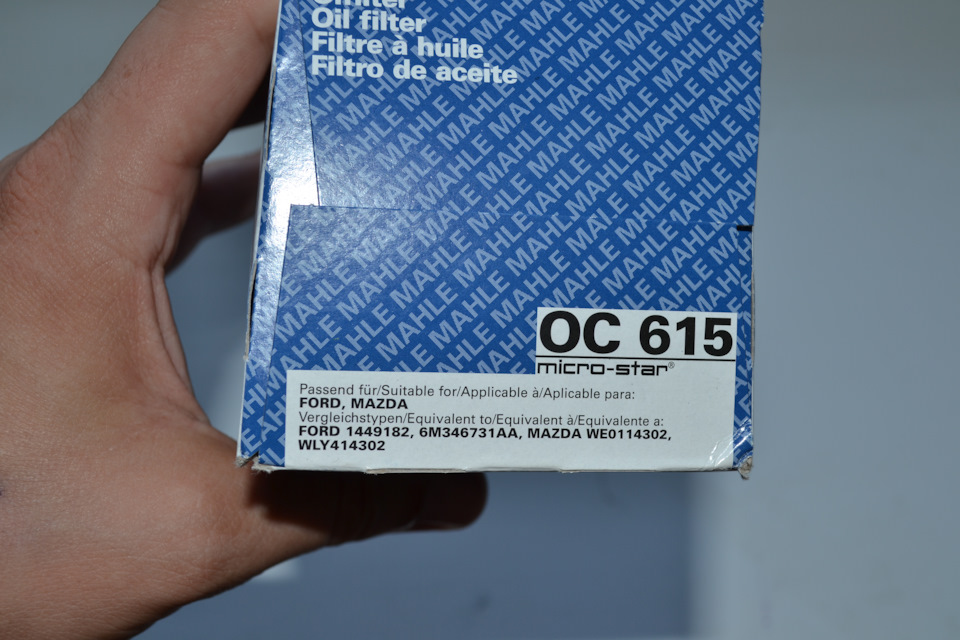 Oil filter
Filtre à huile
Filtro de aceite
MAHLE
OC 615
micro-star®
Passend für/Suitable for/Applicable à/Aplicable para:
FORD, MAZDA
Vergleichstypen/Equivalent to/Equivalent à/Equivalente a:
FORD 1449182, 6M346731AA, MAZDA WE0114302,
WLY414302